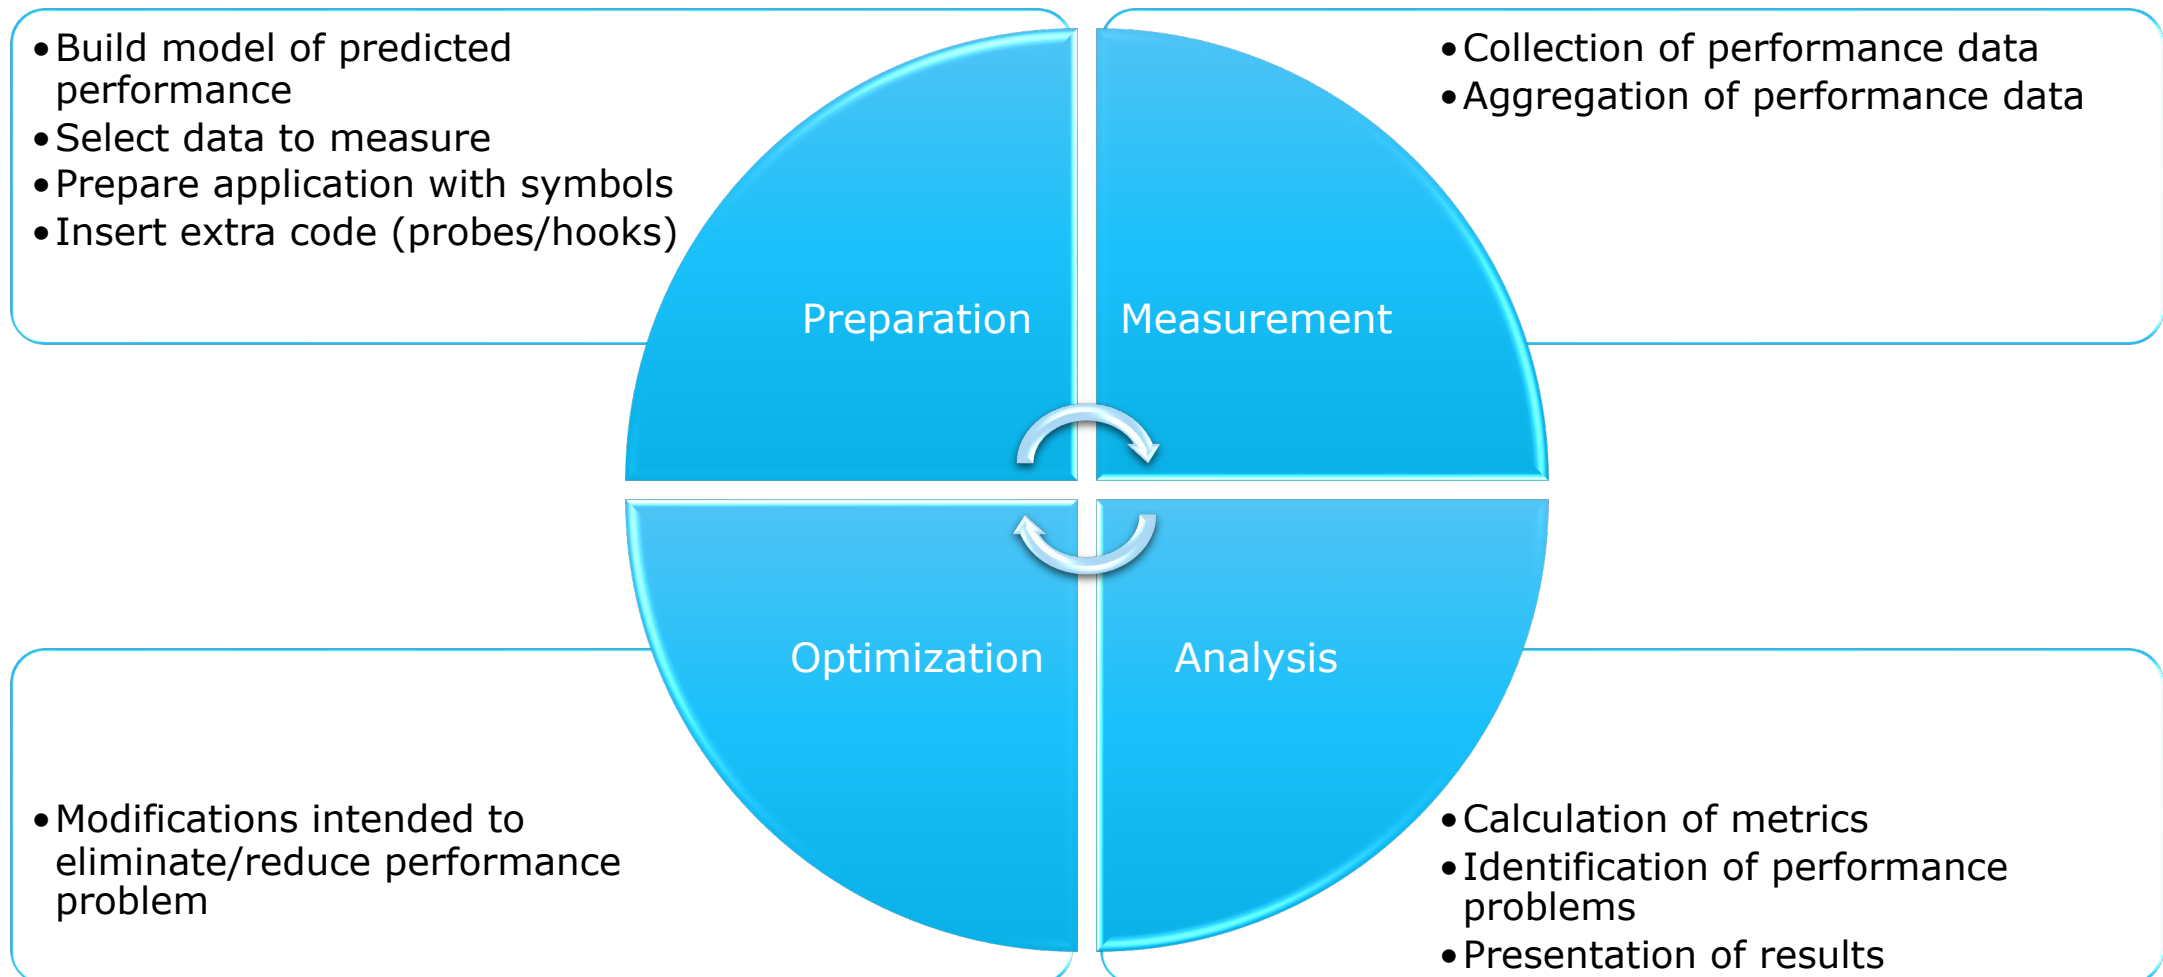 •Build model of predicted
performance
•Select data to measure
•Prepare application with symbols
•Insert extra code (probes/hooks)
•Collection of performance data
•Aggregation of performance data
Preparation
Measurement
Optimization
Analysis
•Modifications intended to
eliminate/reduce performance
problem
•Calculation of metrics
•Identification of performance
problems
•Presentation of results